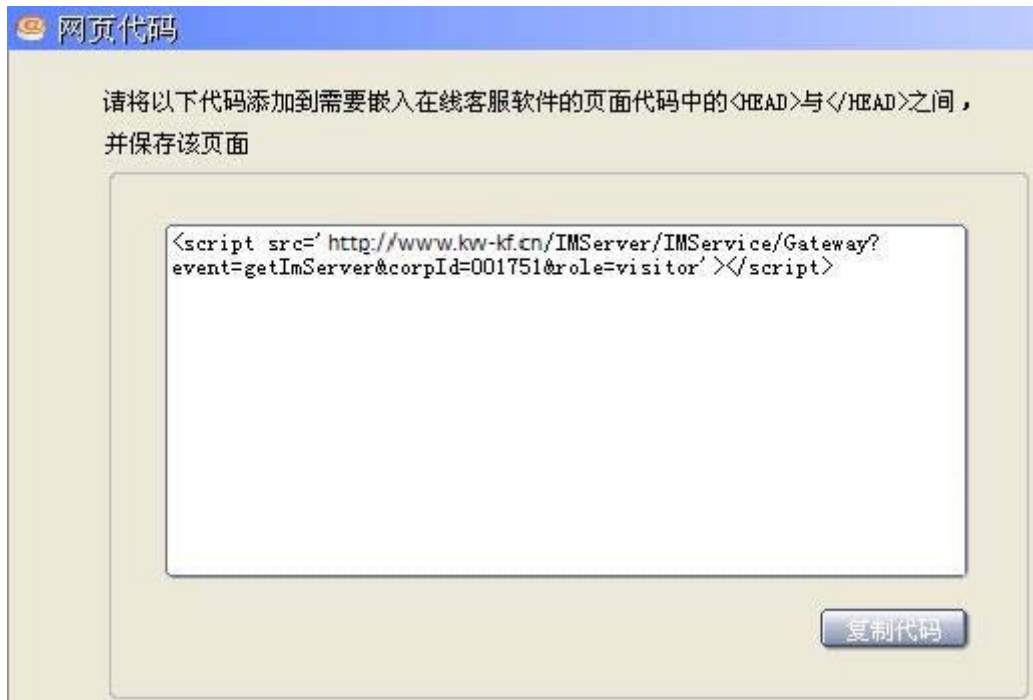 网页代码
请将以下代码添加到需要嵌入在线客服软件的页面代码中的<HEAD>与</HEAD>之间，
并保存该页面
<script src='http://www.kw-kf.cn/IMServer/IMService/Gateway?
event=getImServer&corpId=001751&role=visitor'></script>
复制代码